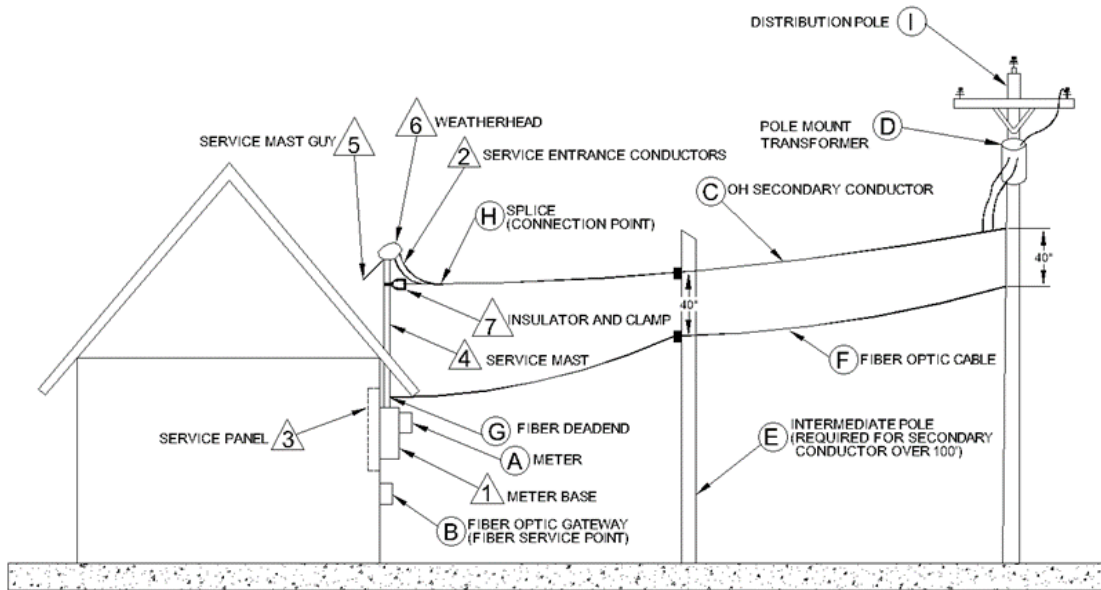 DISTRIBUTION POLE I
6 WEATHERHEAD
SERVICE MAST GUY 5
2 SERVICE ENTRANCE CONDUCTORS
POLE MOUNT
TRANSFORMER D
C OH SECONDARY CONDUCTOR
H SPLICE
(CONNECTION POINT)
40"
40"
7 INSULATOR AND CLAMP
4 SERVICE MAST
F FIBER OPTIC CABLE
G FIBER DEADEND
SERVICE PANEL 3
E INTERMEDIATE POLE
(REQUIRED FOR SECONDARY
CONDUCTOR OVER 100')
A METER
1 METER BASE
B FIBER OPTIC GATEWAY
(FIBER SERVICE POINT)